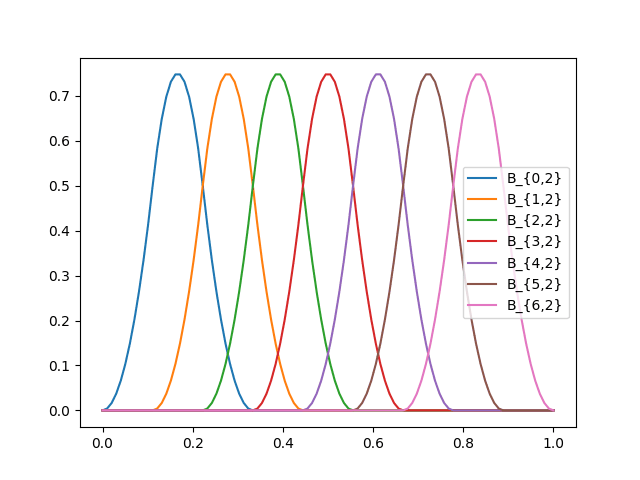 0.7
0.6
0.5
0.4
0.3
0.2
0.1
0.0
0.0 0.2 0.4 0.6 0.8 1.0
B_{0,2}
B_{1,2}
B_{2,2}
B_{3,2}
B_{4,2}
B_{5,2}
B_{6,2}